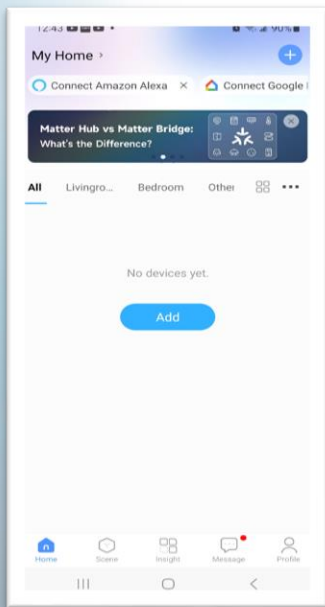 12:43 90%
My Home
Connect Amazon Alexa
Connect Google
Matter Hub vs Matter Bridge:
What's the Difference?
All Livingro... Bedroom Other
No devices yet.
Add
Home Scene Insight Message Profile